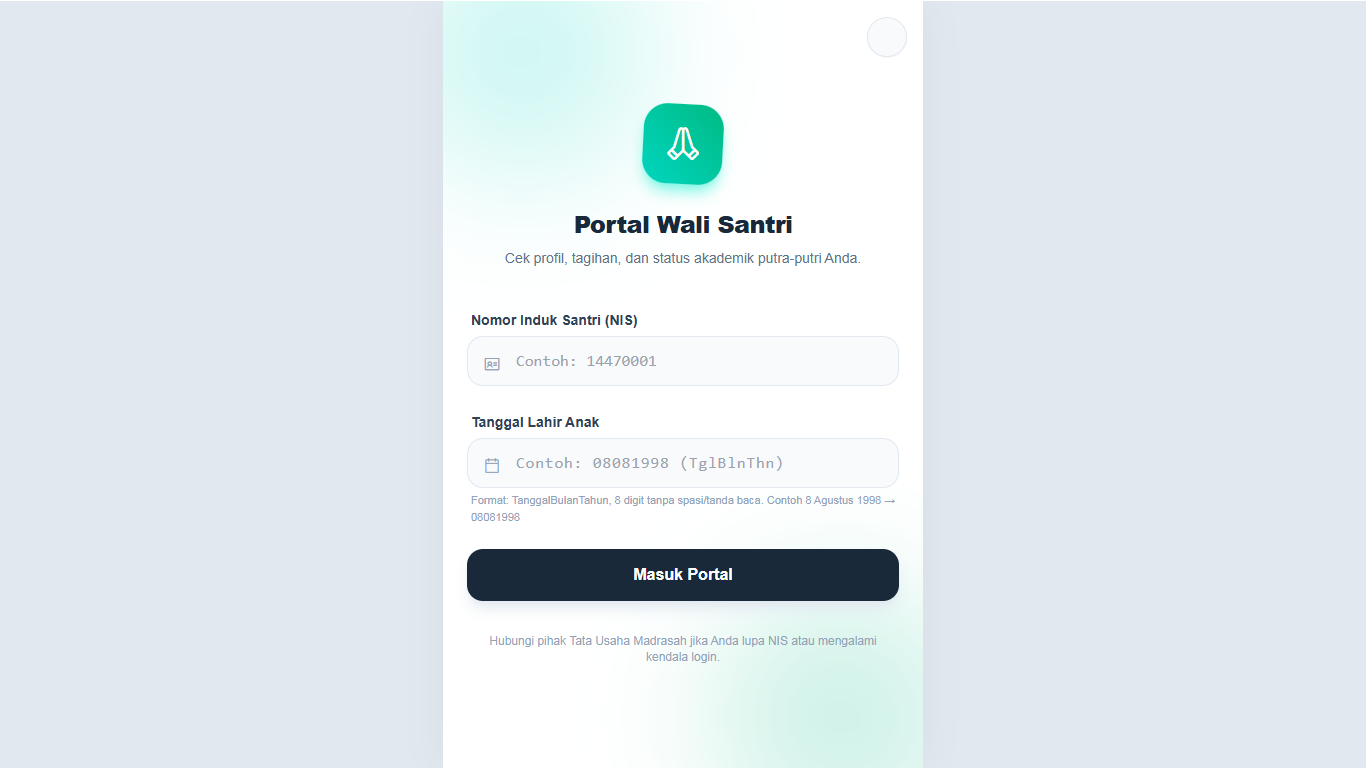 Portal Wali Santri
Cek profil, tagihan, dan status akademik putra-putri Anda.
Nomor Induk Santri (NIS)
Contoh: 14470001
Tanggal Lahir Anak
Contoh: 08081998 (TglBlnThn)
Format: TanggalBulanTahun, 8 digit tanpa spasi/tanda baca. Contoh 8 Agustus 1998 →
08081998
Masuk Portal
Hubungi pihak Tata Usaha Madrasah jika Anda lupa NIS atau mengalami
kendala login.